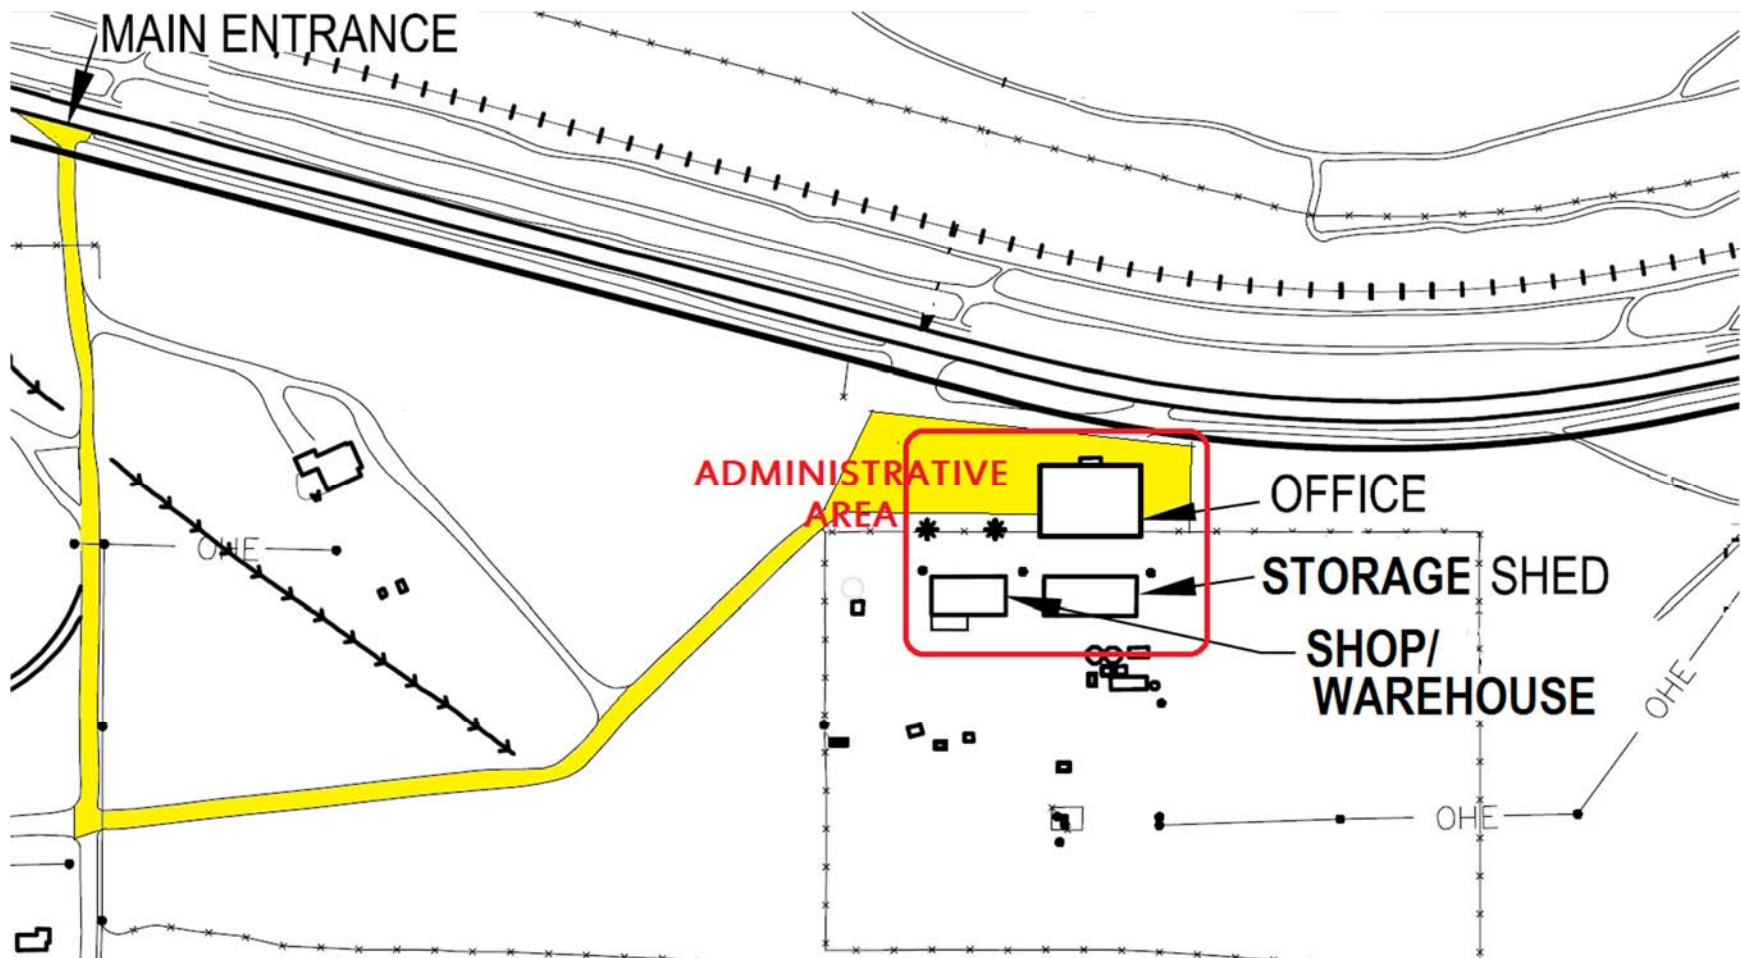 MAIN ENTRANCE
ADMINISTRATIVE
AREA
OFFICE
OHE
STORAGE SHED
SHOP/
WAREHOUSE
OHE
OHE